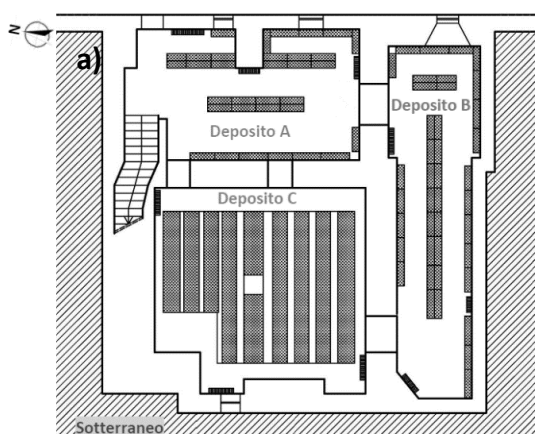 N
a)
Deposito A
Deposito B
Deposito C
Sotterraneo